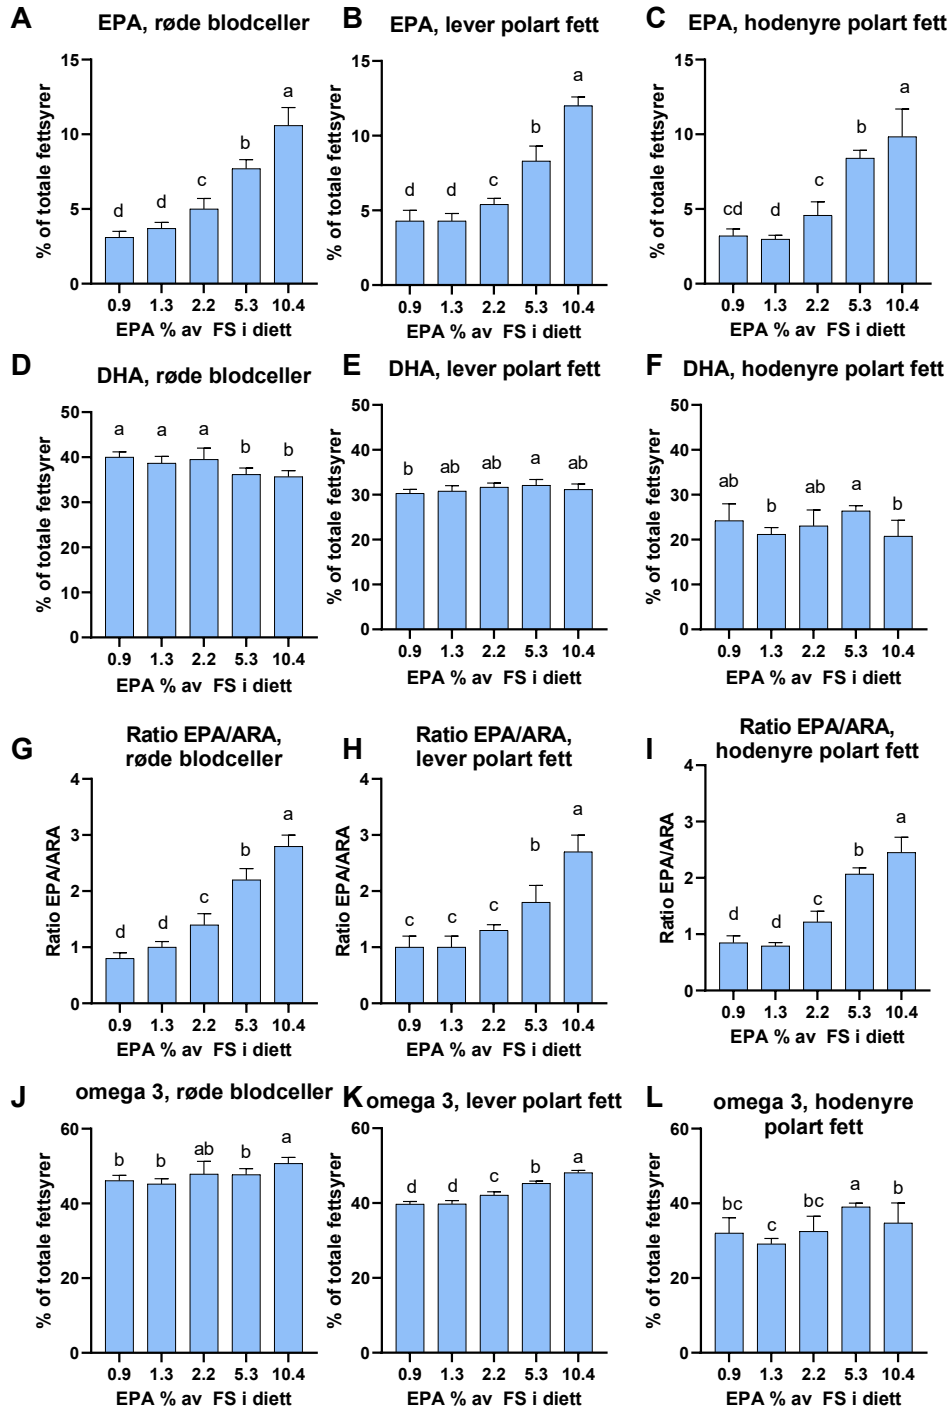 A EPA, røde blodceller
% of totale fettsyrer
15
10
5
0
d d c b a
0.9 1.3 2.2 5.3 10.4
EPA % av FS i diett
B EPA, lever polart fett
% of totale fettsyrer
15
10
5
0
d d c b a
0.9 1.3 2.2 5.3 10.4
EPA % av FS i diett
C EPA, hodenyre polart fett
% of totale fettsyrer
15
10
5
0
cd d c b a
0.9 1.3 2.2 5.3 10.4
EPA % av FS i diett
D DHA, røde blodceller
% of totale fettsyrer
50
40
30
20
10
0
a a a b b
0.9 1.3 2.2 5.3 10.4
EPA % av FS i diett
E DHA, lever polart fett
% of totale fettsyrer
50
40
30
20
10
0
b ab ab a ab
0.9 1.3 2.2 5.3 10.4
EPA % av FS i diett
F DHA, hodenyre polart fett
% of totale fettsyrer
50
40
30
20
10
0
ab b ab a b
0.9 1.3 2.2 5.3 10.4
EPA % av FS i diett
G Ratio EPA/ARA,
røde blodceller
Ratio EPA/ARA
4
3
2
1
0
d d c b a
0.9 1.3 2.2 5.3 10.4
EPA % av FS i diett
H Ratio EPA/ARA,
lever polart fett
Ratio EPA/ARA
4
3
2
1
0
c c c b a
0.9 1.3 2.2 5.3 10.4
EPA % av FS i diett
I Ratio EPA/ARA,
hodenyre polart fett
Ratio EPA/ARA
4
3
2
1
0
d d c b a
0.9 1.3 2.2 5.3 10.4
EPA % av FS i diett
J omega 3, røde blodceller
% of totale fettsyrer
60
40
20
0
b b ab b a
0.9 1.3 2.2 5.3 10.4
EPA % av FS i diett
K omega 3, lever polart fett
% of totale fettsyrer
60
40
20
0
d d c b a
0.9 1.3 2.2 5.3 10.4
EPA % av FS i diett
L omega 3, hodenyre
polart fett
% of totale fettsyrer
60
40
20
0
bc c bc a b
0.9 1.3 2.2 5.3 10.4
EPA % av FS i diett